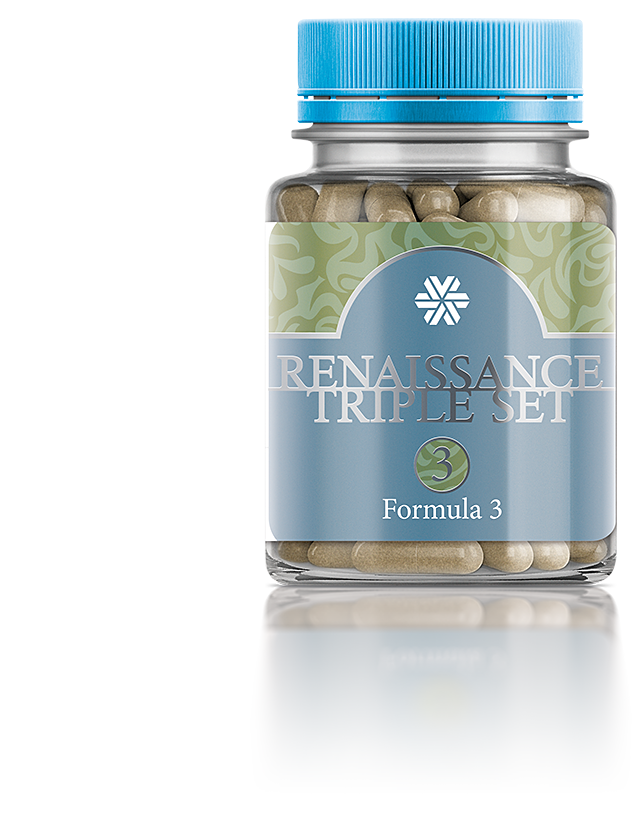 RENAISSANCE
TRIPLE SET
3
Formula 3